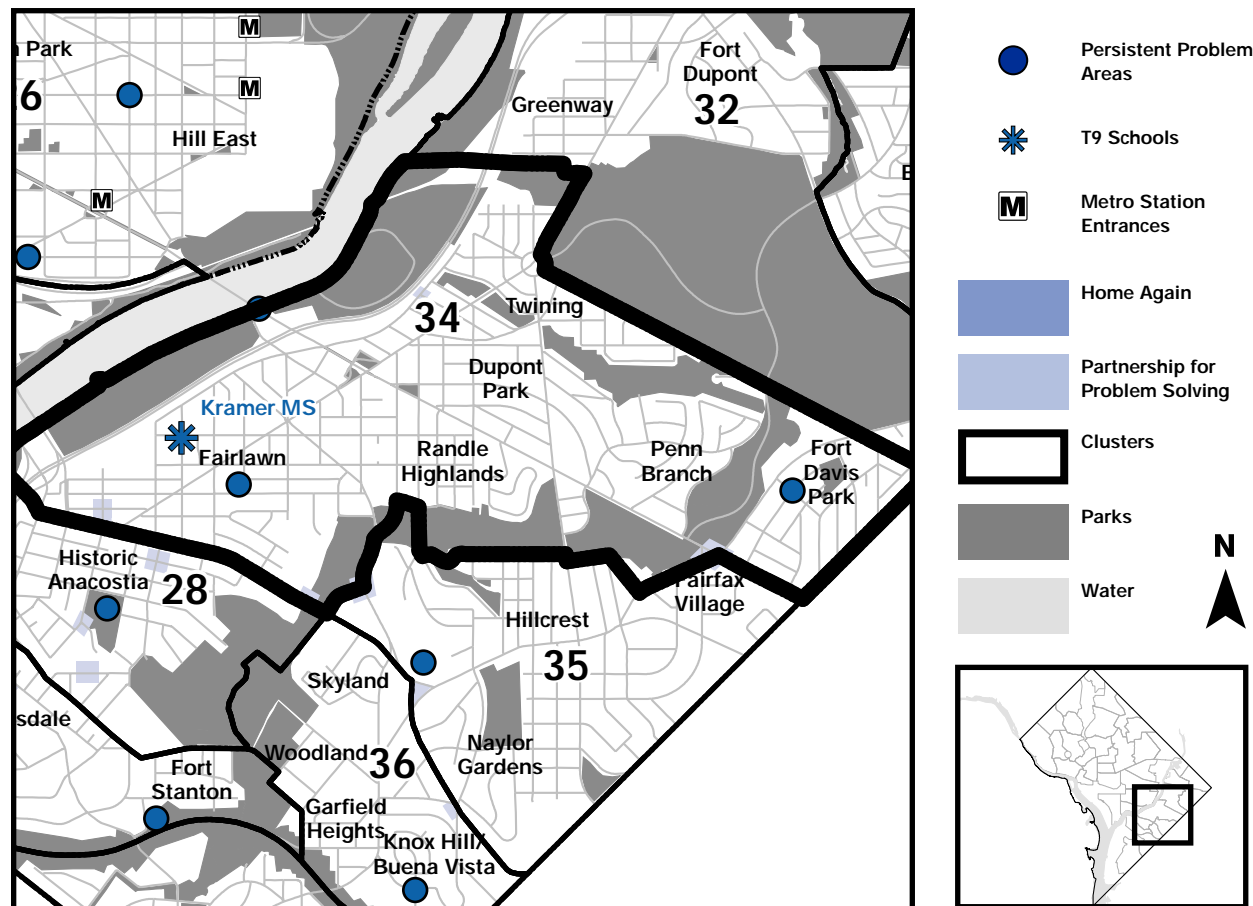 n Park
6
M
M
Hill East
M
Fort
Dupont
32
Greenway
34
Twining
Dupont
Park
Kramer MS
Fairlawn
Randle
Highlands
Penn
Branch
Fort
Davis
Park
Historic
Anacostia
28
Fairfax
Village
Hillcrest
35
Skyland
sdale
Woodland
36
Naylor
Gardens
Fort
Stanton
Garfield
Heights
Knox Hill/
Buena Vista
Persistent Problem
Areas
T9 Schools
M
Metro Station
Entrances
Home Again
Partnership for
Problem Solving
Clusters
Parks
N
Water